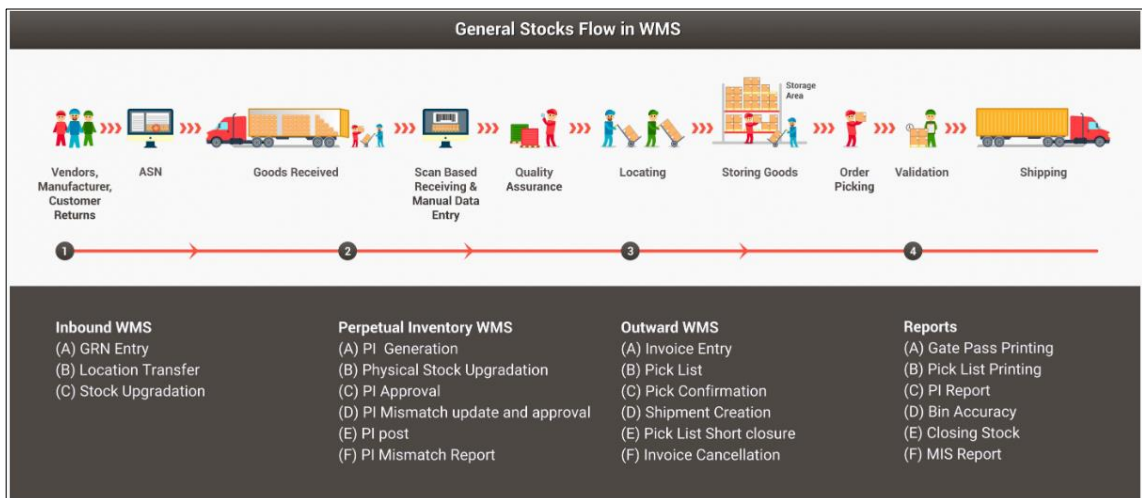 General Stocks Flow in WMS
Storage
Area
Vendors,
Manufacturer,
Customer
Returns
ASN
Goods Received
Scan Based
Receiving &
Manual Data
Entry
Quality
Assurance
Locating
Storing Goods
Order
Picking
Validation
Shipping
1
2
3
4
Inbound WMS
(A) GRN Entry
(B) Location Transfer
(C) Stock Upgradation
Perpetual Inventory WMS
(A) PI Generation
(B) Physical Stock Upgradation
(C) PI Approval
(D) PI Mismatch update and approval
(E) PI post
(F) PI Mismatch Report
Outward WMS
(A) Invoice Entry
(B) Pick List
(C) Pick Confirmation
(D) Shipment Creation
(E) Pick List Short closure
(F) Invoice Cancellation
Reports
(A) Gate Pass Printing
(B) Pick List Printing
(C) PI Report
(D) Bin Accuracy
(E) Closing Stock
(F) MIS Report